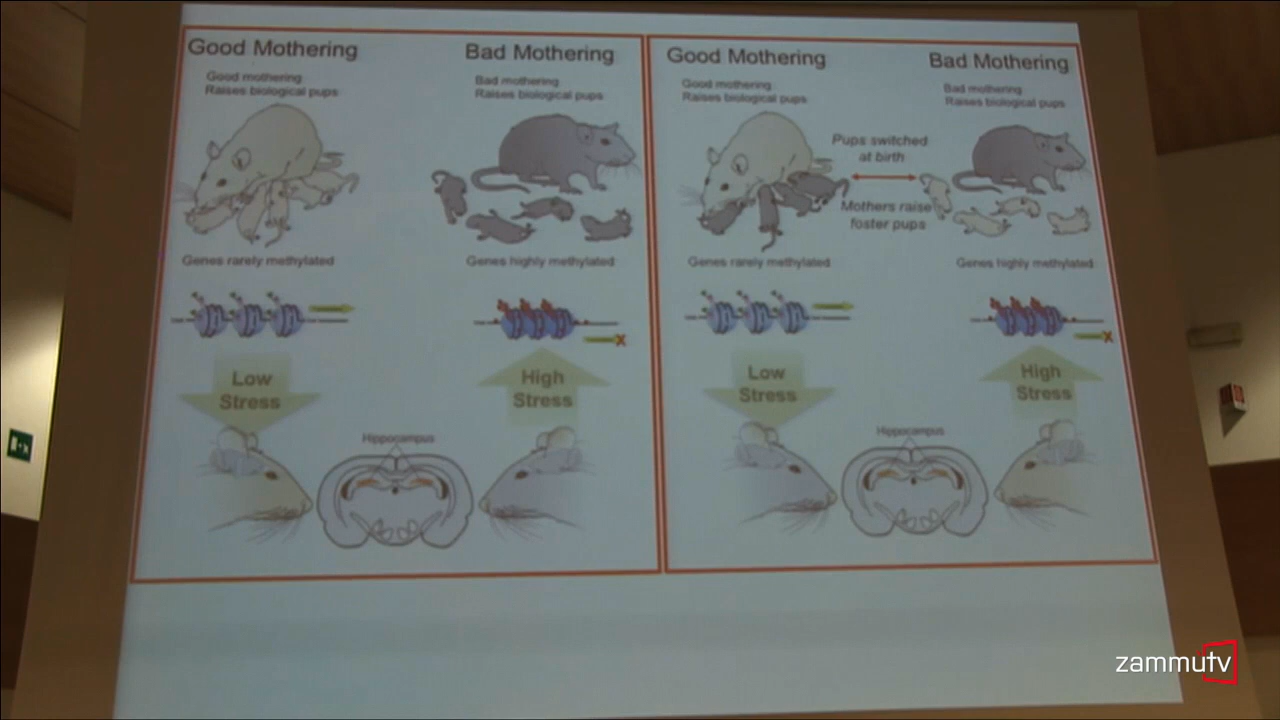 Good Mothering
Good mothering
Raises biological pups
Bad Mothering
Bad mothering
Raises biological pups
Genes rarely methylated
Genes highly methylated
X
Low
Stress
High
Stress
Hippocampus
Good Mothering
Good mothering
Raises biological pups
Bad Mothering
Bad mothering
Raises biological pups
Pups switched
at birth
Mothers raise
foster pups
Genes rarely methylated
Genes highly methylated
X
Low
Stress
High
Stress
Hippocampus
zammutv